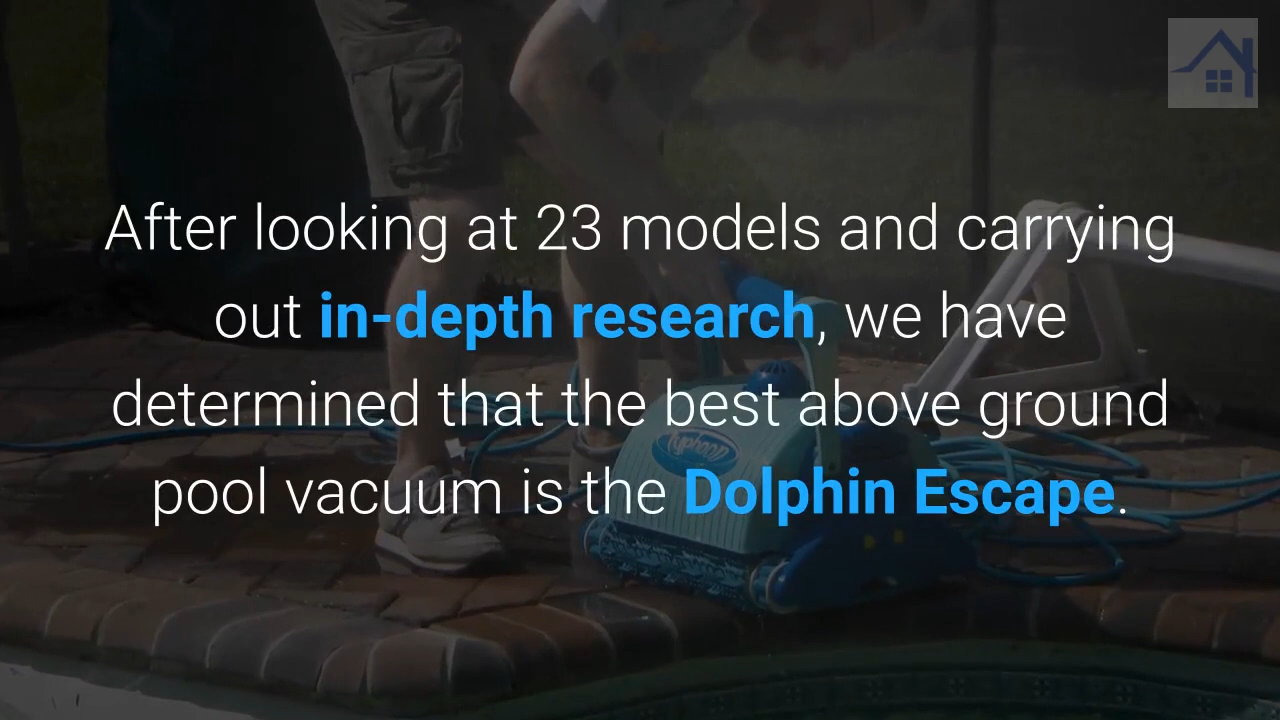 After looking at 23 models and carrying
out in-depth research, we have
determined that the best above ground
pool vacuum is the Dolphin Escape.
Typhoon